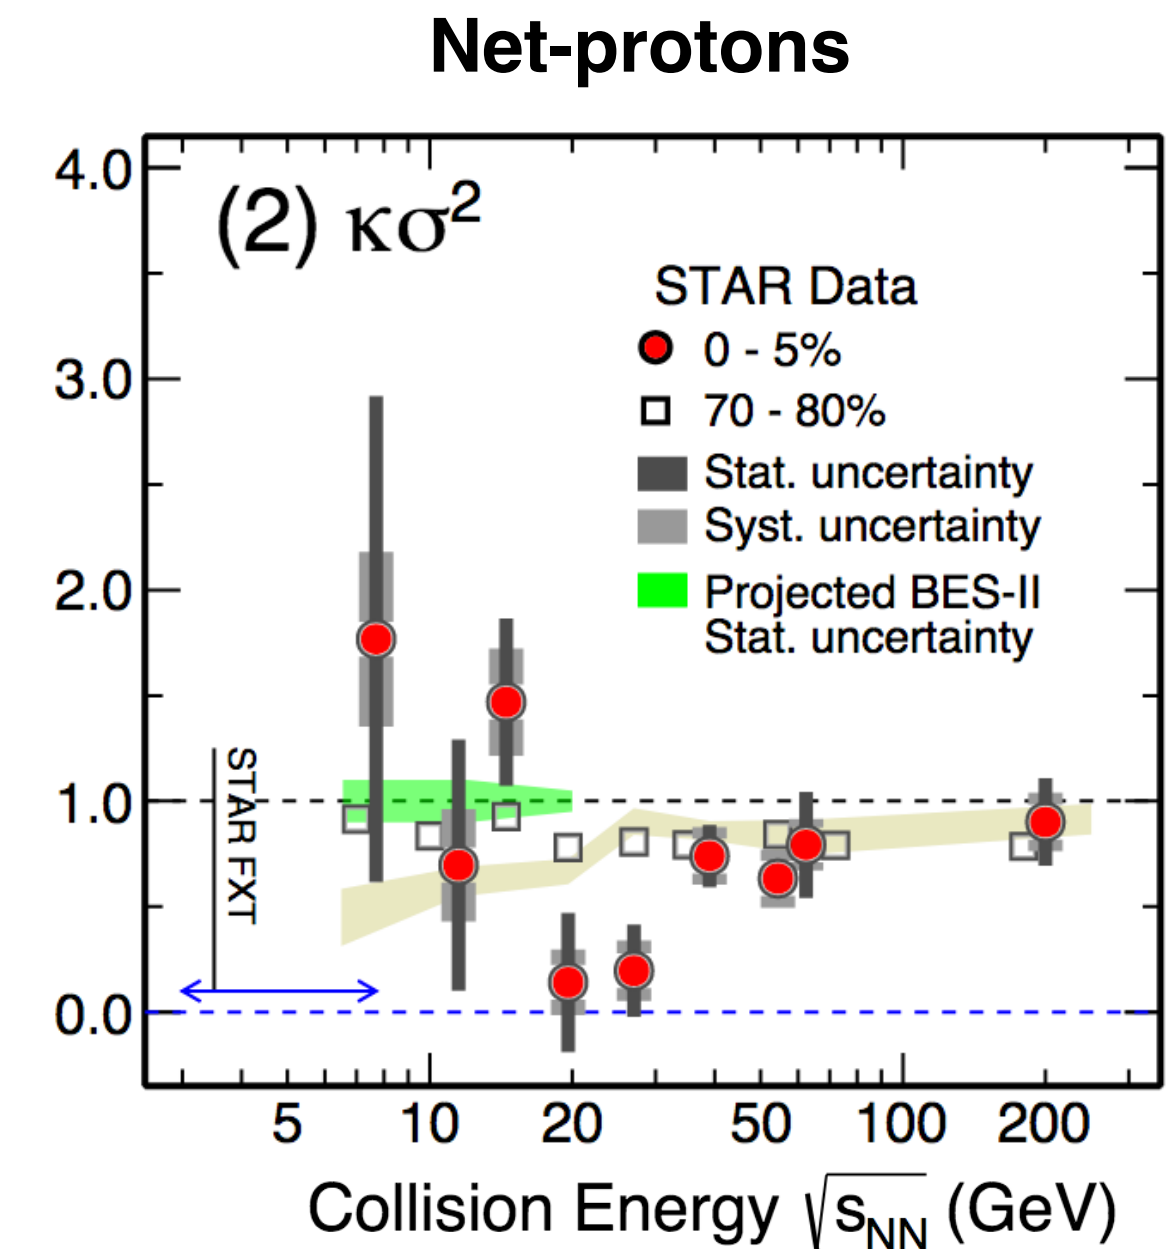 Net-protons
(2) κσ²
STAR Data
0 - 5%
70 - 80%
Stat. uncertainty
Syst. uncertainty
Projected BES-II
Stat. uncertainty
4.0
3.0
2.0
1.0
0.0
STAR FXT
5 10 20 50 100 200
Collision Energy √sNN (GeV)